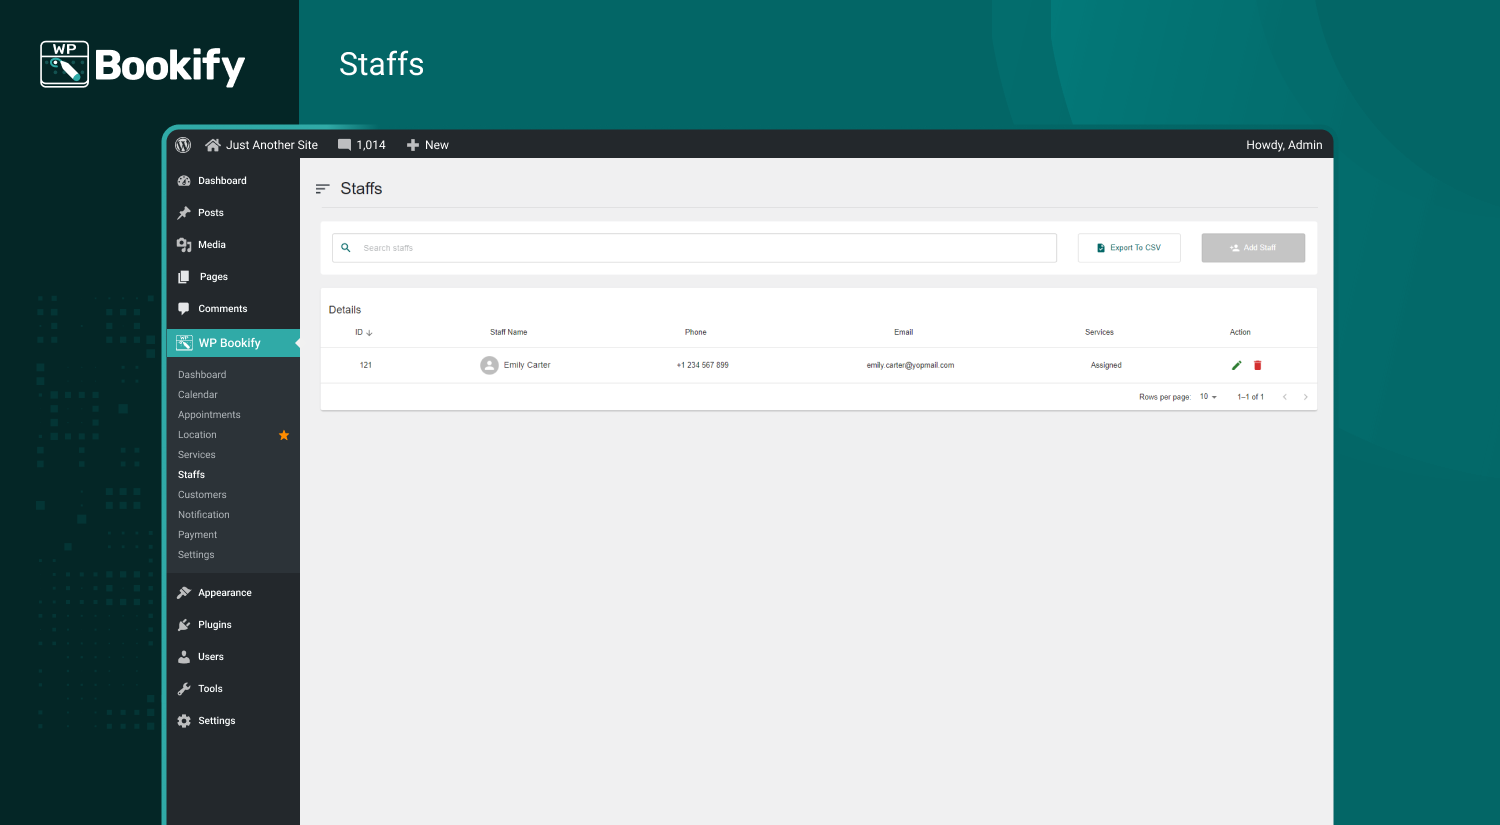 WP
Bookify
Staffs
Just Another Site
1,014
New
Howdy, Admin
Dashboard
Posts
Media
Pages
Comments
WP Bookify
Dashboard
Calendar
Appointments
Location
Services
Staffs
Customers
Notification
Payment
Settings
Appearance
Plugins
Users
Tools
Settings
Staffs
Search staffs
Export To CSV
Add Staff
Details
ID Staff Name Phone Email Services Action
121 Emily Carter +1 234 567 899 emily.carter@yopmail.com Assigned
Rows per page: 10 1–1 of 1